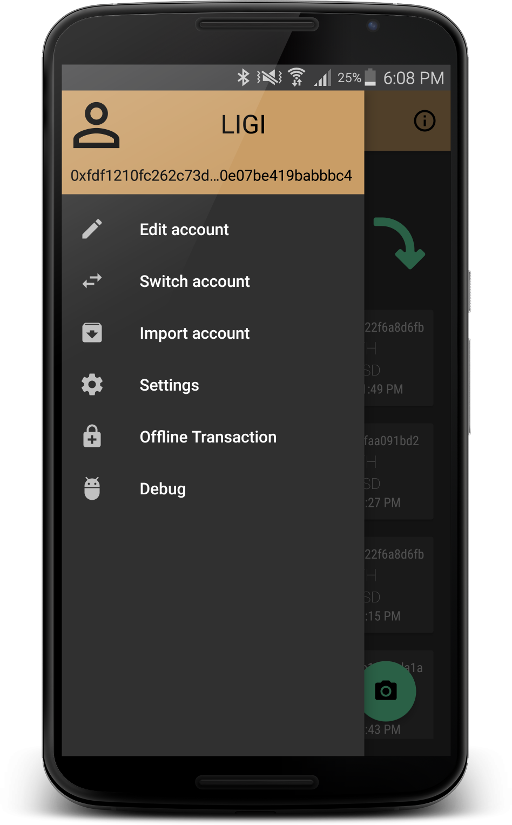 25% 6:08 PM
LIGI
0xfdf1210fc262c73d...0e07be419babbbc4
Edit account
Switch account
Import account
Settings
Offline Transaction
Debug
22f6a8d6fb
SD
:49 PM
faa091bd2
SD
:27 PM
22f6a8d6fb
SD
:15 PM
:43 PM